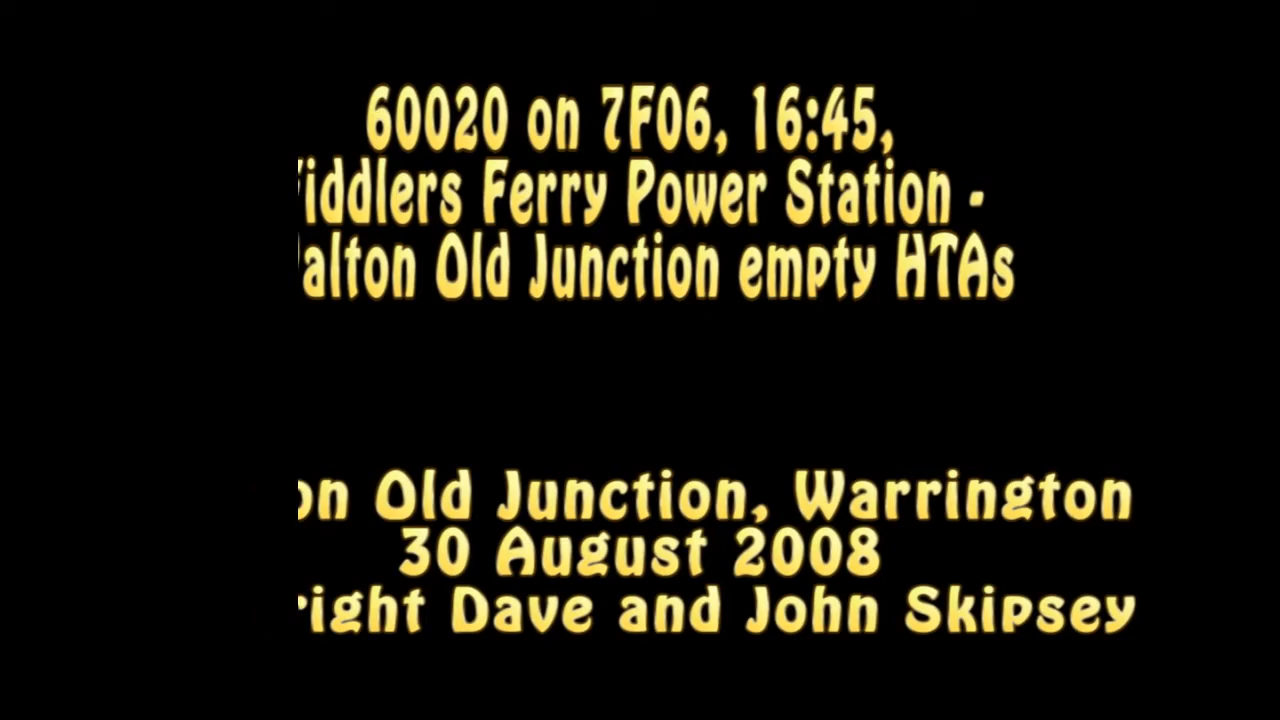 60020 on 7F06, 16:45,
iddlers Ferry Power Station -
alton Old Junction empty HTAs
on Old Junction, Warrington
30 August 2008
right Dave and John Skipsey